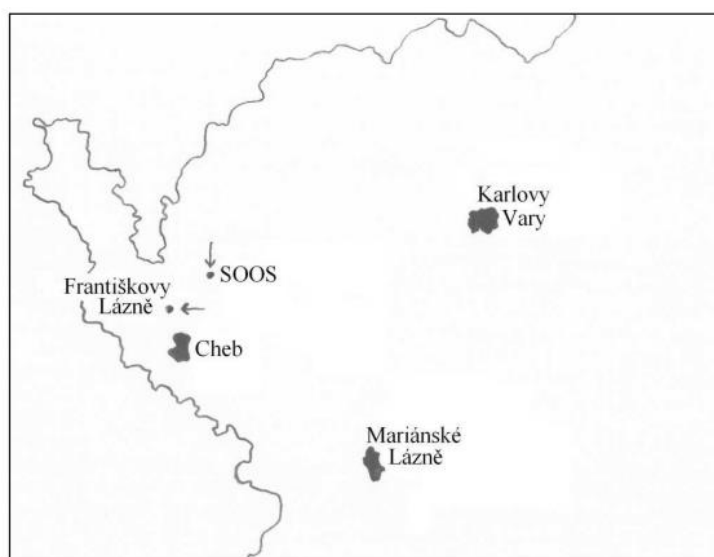 Karlovy
Vary
SOOS
Františkovy
Lázně
Cheb
Mariánské
Lázně